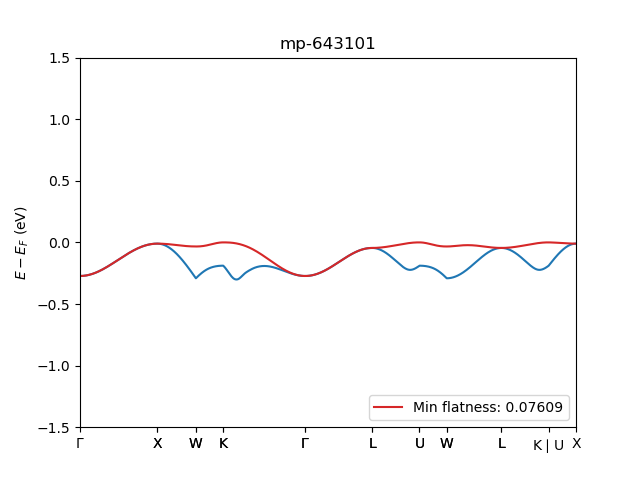 mp-643101
E − E_F (eV)
1.5
1.0
0.5
0.0
−0.5
−1.0
−1.5
Min flatness: 0.07609
Γ X W K Γ L U W L K | U X